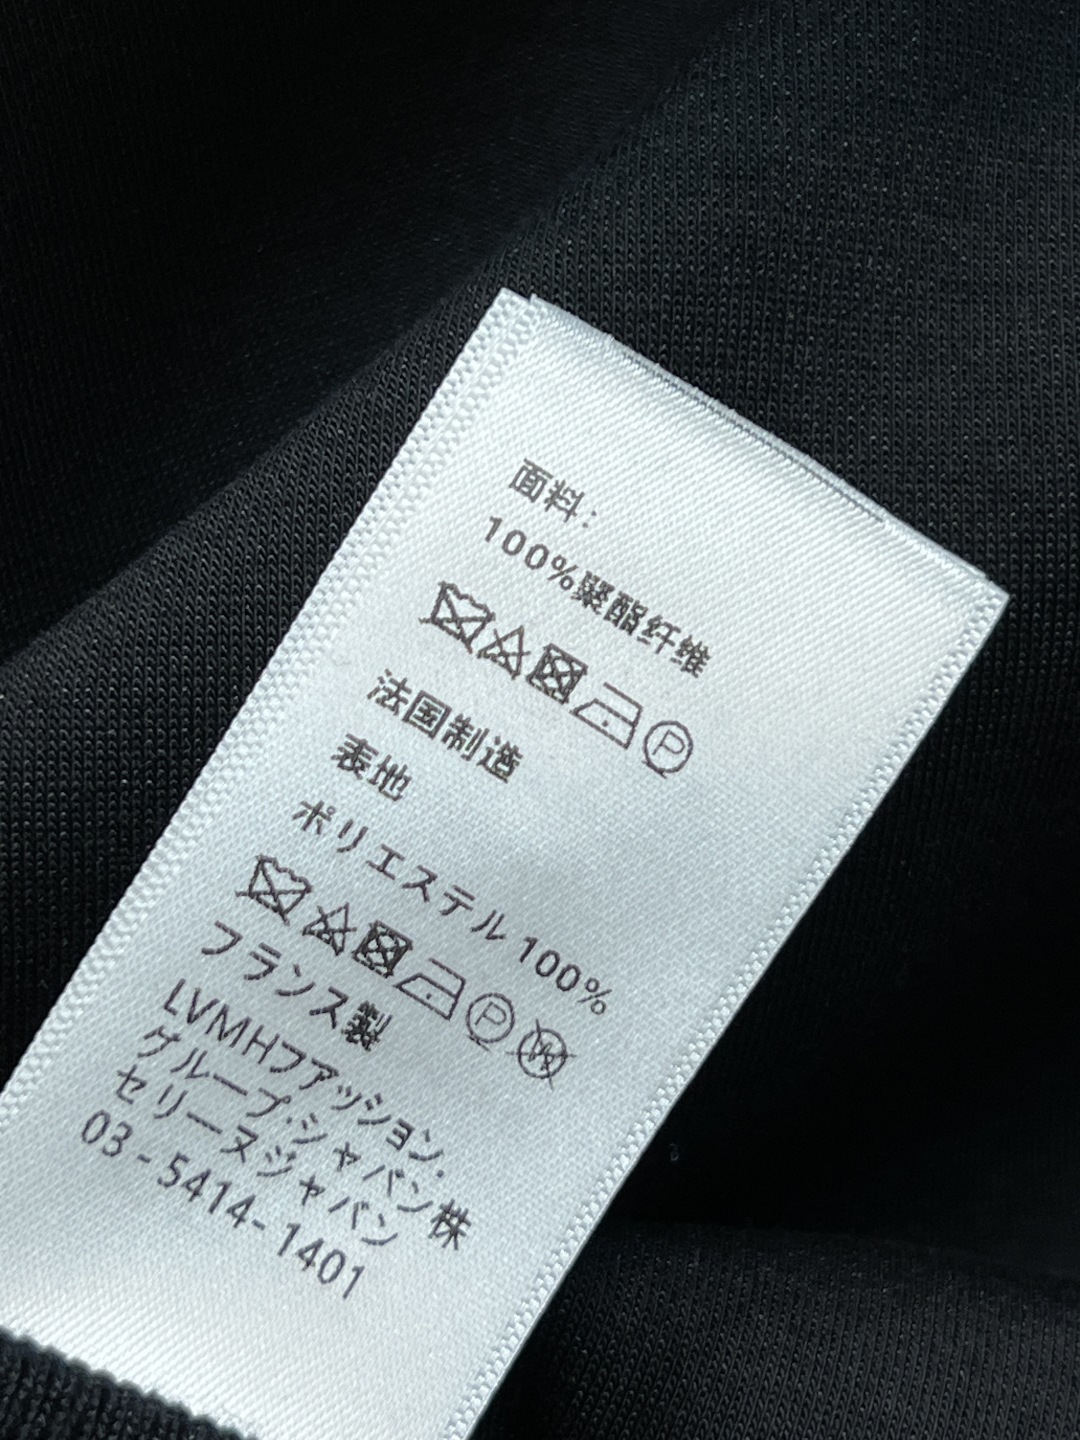 面料:
100%聚酯纤维
P
法国制造
表地
ポリエステル 100%
P W
フランス製
LVMHファッション.
グループ.ジャパン株
セリーヌジャパン
03-5414-1401